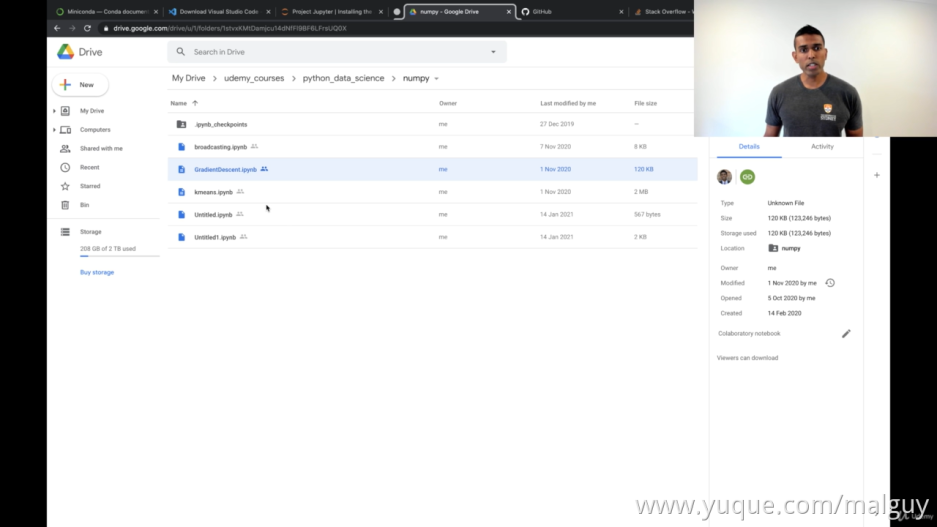 Miniconda — Conda document
Download Visual Studio Code
Project Jupyter | Installing the
numpy - Google Drive
GitHub
Stack Overflow - W
drive.google.com/drive/u/1/folders/
Drive
Search in Drive
New
My Drive
Computers
Shared with me
Recent
Starred
Bin
Storage
208 GB of 2 TB used
Buy storage
My Drive > udemy_courses > python_data_science > numpy
Name Owner Last modified by me File size
.ipynb_checkpoints me 27 Dec 2019 —
broadcasting.ipynb me 7 Nov 2020 8 KB
GradientDescent.ipynb me 1 Nov 2020 120 KB
kmeans.ipynb me 1 Nov 2020 2 MB
Untitled.ipynb me 14 Jan 2021 567 bytes
Untitled1.ipynb me 14 Jan 2021 2 KB
Details Activity
Type Unknown File
Size 120 KB (123,246 bytes)
Storage used 120 KB (123,246 bytes)
Location numpy
Owner me
Modified 1 Nov 2020 by me
Opened 5 Oct 2020 by me
Created 14 Feb 2020
Colaboratory notebook
Viewers can download
www.yuque.com/malguy